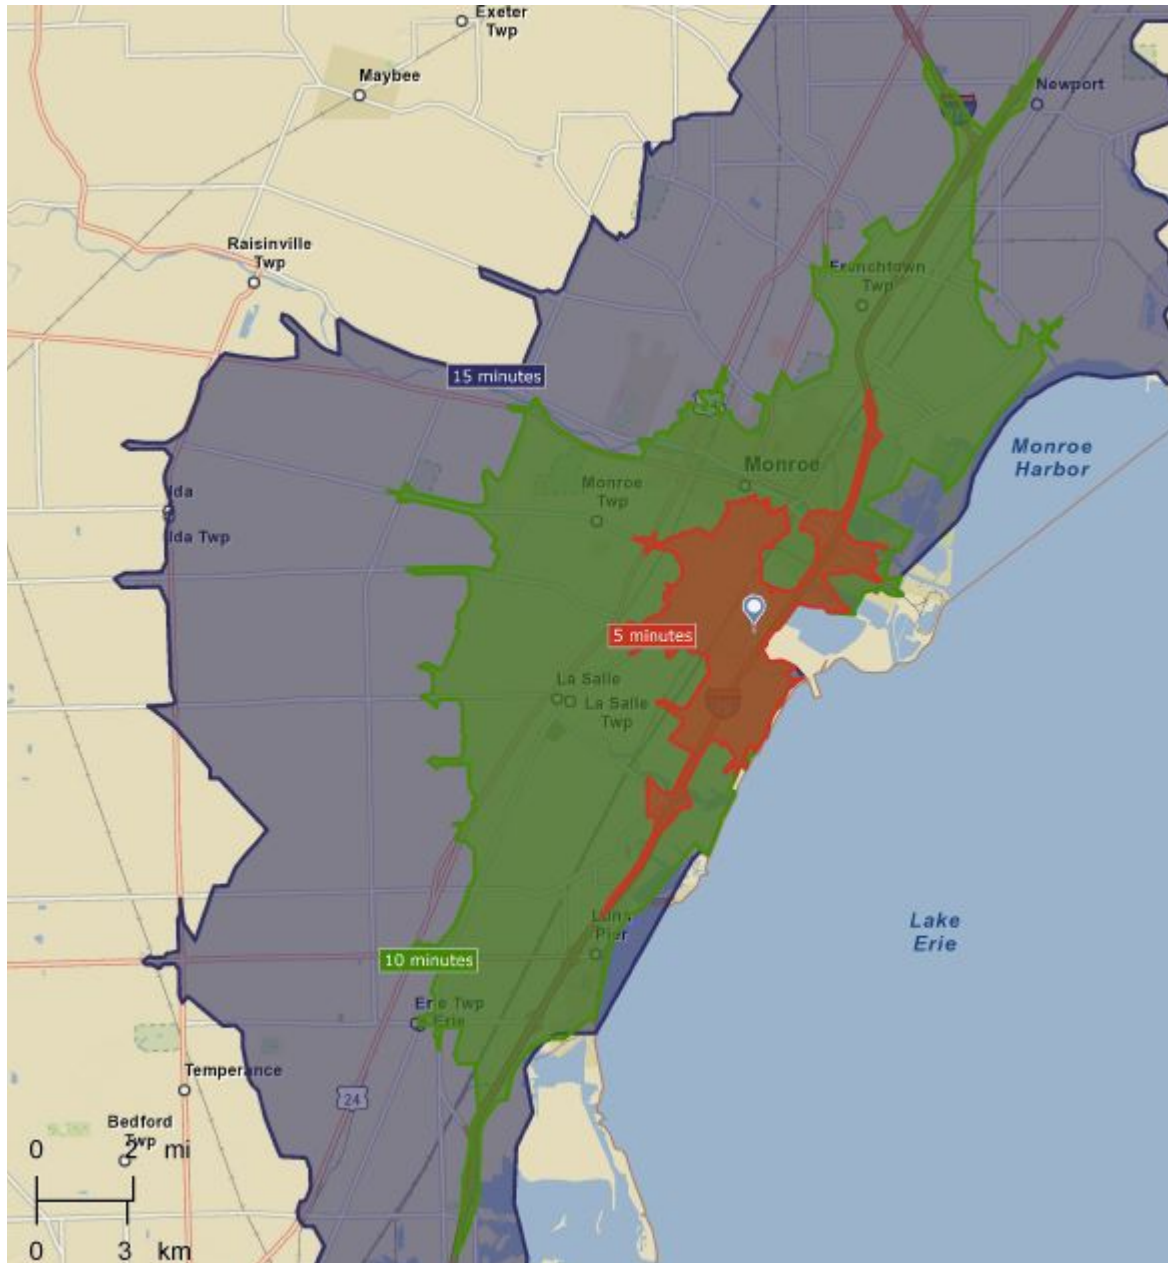 Exeter
Twp
Maybee
Newport
Raisinville
Twp
Frenchtown
Twp
15 minutes
Monroe
Harbor
Monroe
Monroe
Twp
Ida
Ida Twp
5 minutes
La Salle
La Salle
Twp
Luna
Pier
Lake
Erie
10 minutes
Erie Twp
Erie
Temperance
24
Bedford
Twp
0 2 mi
0 3 km